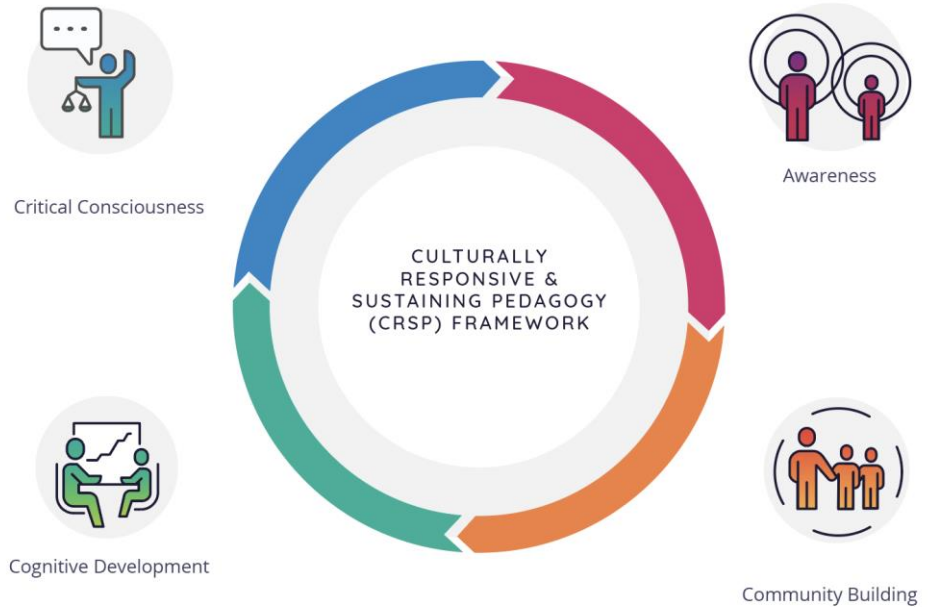 Critical Consciousness
Awareness
CULTURALLY
RESPONSIVE &
SUSTAINING PEDAGOGY
(CRSP) FRAMEWORK
Cognitive Development
Community Building